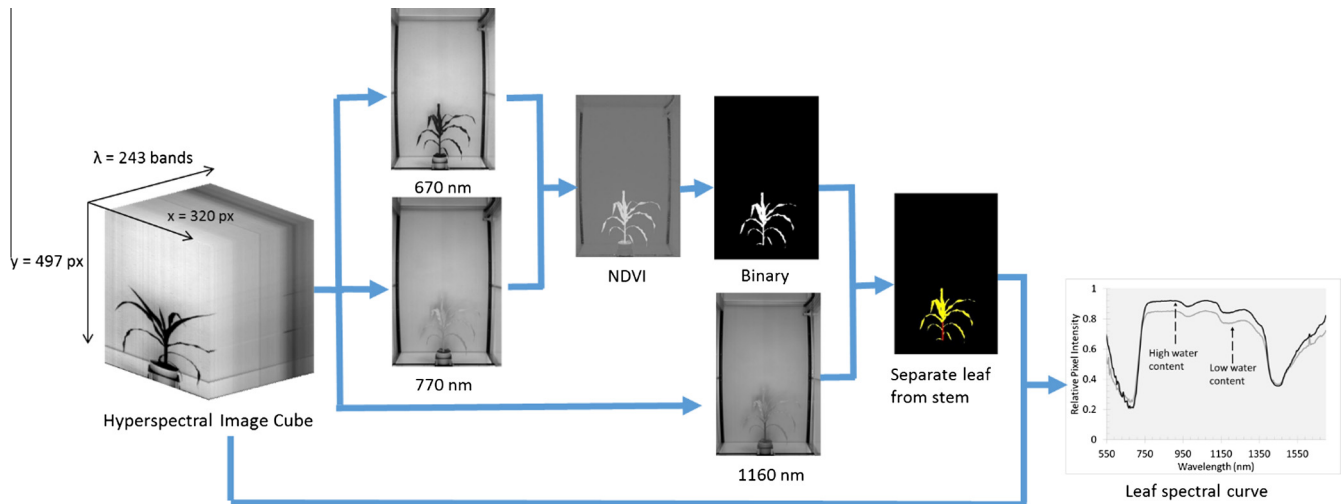 λ = 243 bands
x = 320 px
y = 497 px
Hyperspectral Image Cube
670 nm
770 nm
NDVI
Binary
1160 nm
Separate leaf
from stem
Relative Pixel Intensity
1
0.8
0.6
0.4
0.2
0
High water
content
Low water
content
550 750 950 1150 1350 1550
Wavelength (nm)
Leaf spectral curve